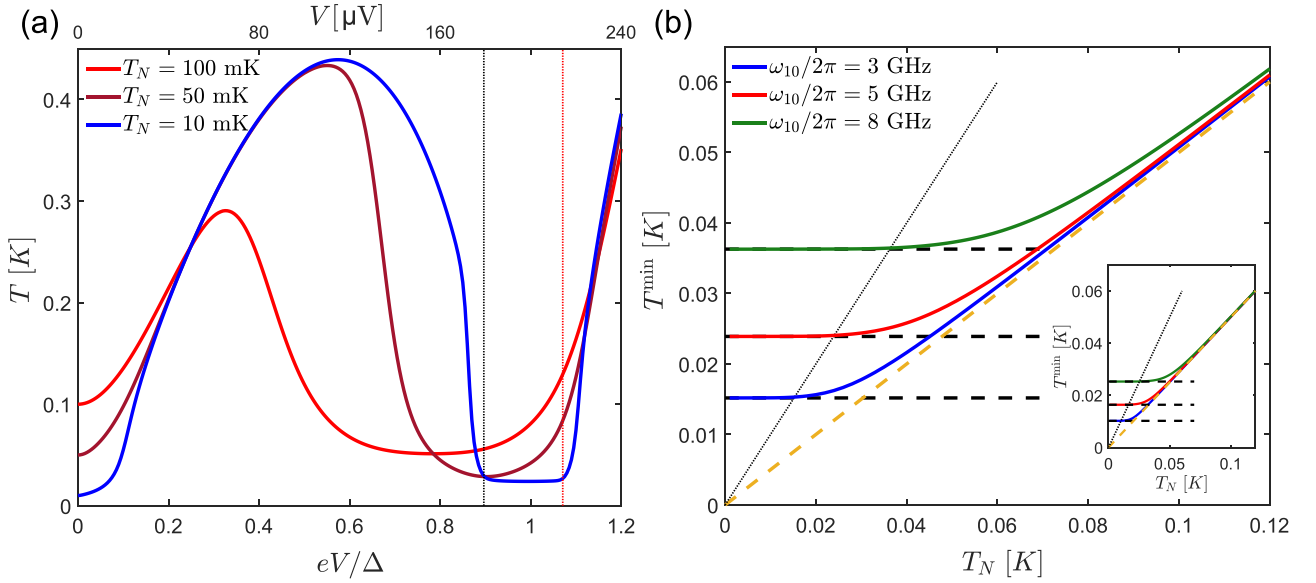 (a)
V[μV]
0 80 160 240
T_N = 100 mK
T_N = 50 mK
T_N = 10 mK
T [K]
0.4
0.3
0.2
0.1
0
0 0.2 0.4 0.6 0.8 1 1.2
eV/Δ
(b)
ω₁₀/2π = 3 GHz
ω₁₀/2π = 5 GHz
ω₁₀/2π = 8 GHz
T^min [K]
0.06
0.05
0.04
0.03
0.02
0.01
0
0 0.02 0.04 0.06 0.08 0.1 0.12
T_N [K]
T^min [K]
0.06
0.04
0.02
0
0 0.05 0.1
T_N [K]